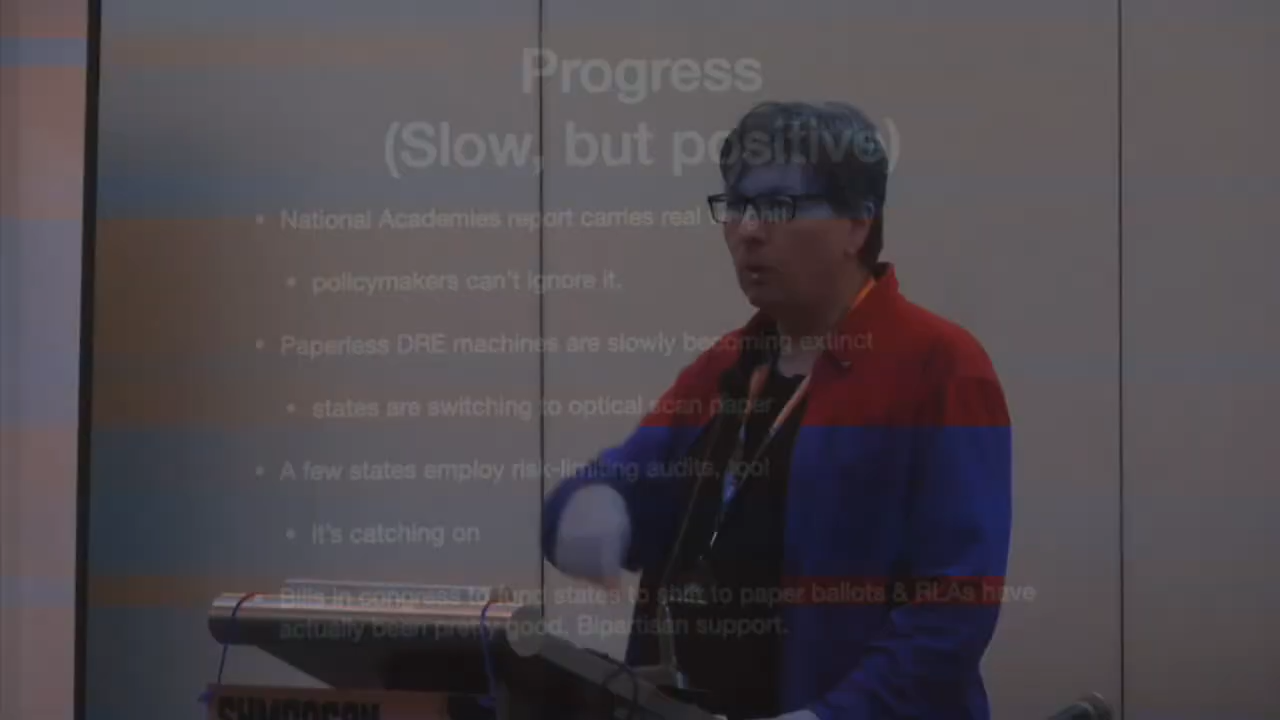 Progress
(Slow, but positive)
• National Academies report carries real
• policymakers can't ignore it.
• Paperless DRE machines are slowly becoming extinct
• states are switching to optical scan paper
• A few states employ risk-limiting audits, too!
• It's catching on
Bills in congress to fund states to shift to paper ballots & RLAs have
actually been pretty good. Bipartisan support.
SHMOOCON